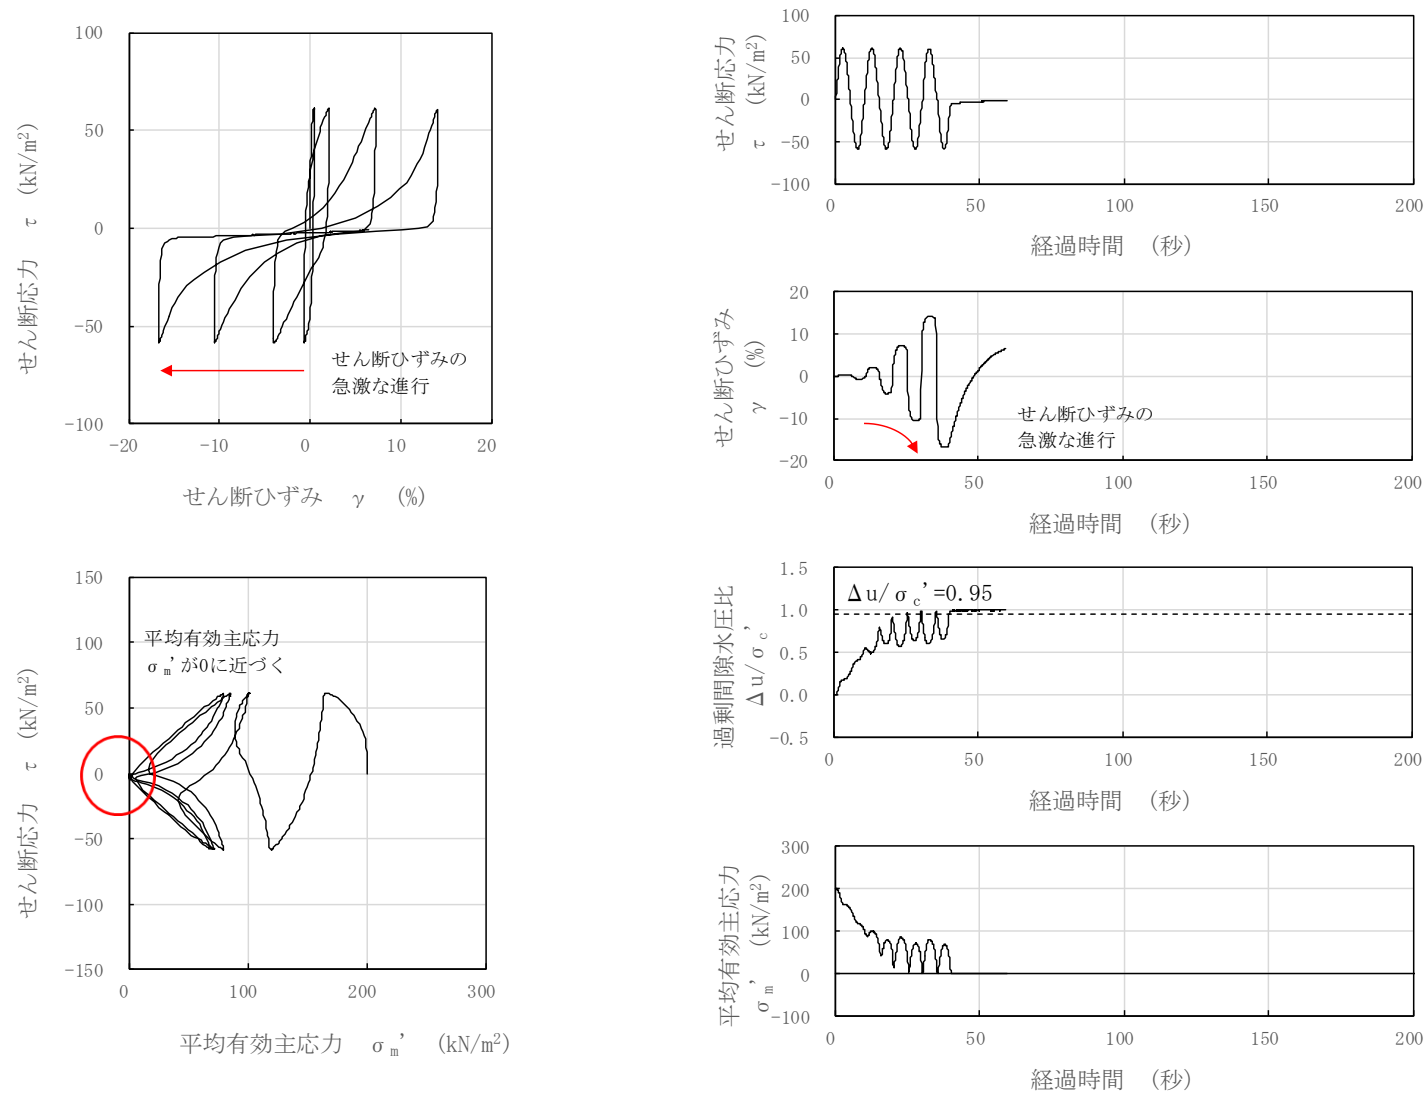 100
50
0
-50
-100
-20
-10
0
10
20
せん断応力 τ (kN/m²)
せん断ひずみ γ (%)
せん断ひずみの
急激な進行
150
100
50
0
-50
-100
-150
0
100
200
300
せん断応力 τ (kN/m²)
平均有効主応力 σm' (kN/m²)
平均有効主応力
σm'が0に近づく
せん断応力
τ (kN/m²)
100
50
0
-50
-100
0
50
100
150
200
経過時間 (秒)
せん断ひずみ
γ (%)
20
10
0
-10
-20
0
50
100
150
200
経過時間 (秒)
せん断ひずみの
急激な進行
過剰間隙水圧比
Δu/σc'
1.5
1.0
0.5
0.0
-0.5
0
50
100
150
200
経過時間 (秒)
Δu/σc'=0.95
平均有効主応力
σm' (kN/m²)
300
200
100
0
-100
0
50
100
150
200
経過時間 (秒)